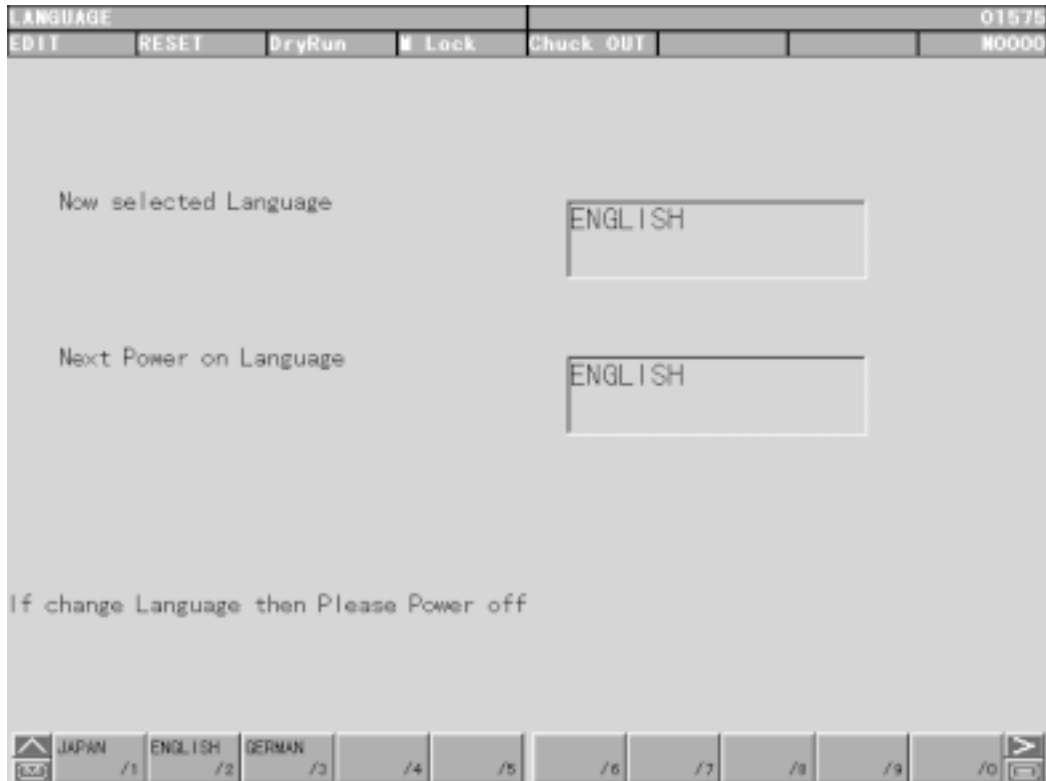 LANGUAGE O1575
EDIT RESET DryRun M Lock Chuck OUT N0000
Now selected Language
ENGLISH
Next Power on Language
ENGLISH
If change Language then Please Power off
JAPAN ENGLISH GERMAN
/1 /2 /3 /4 /5 /6 /7 /8 /9 /0